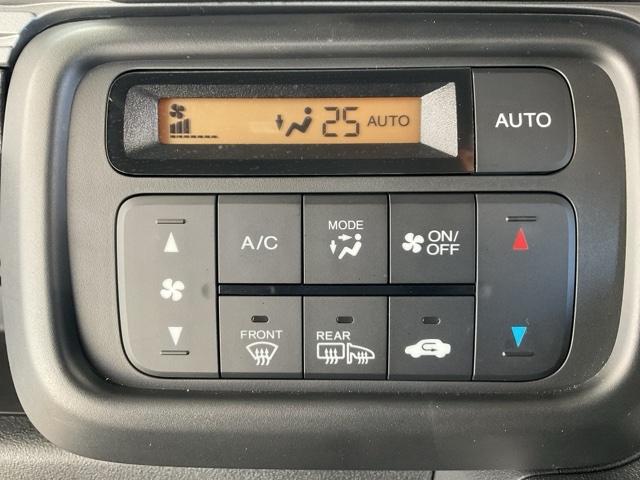 25 AUTO
AUTO
A/C
MODE
ON/
OFF
FRONT
REAR